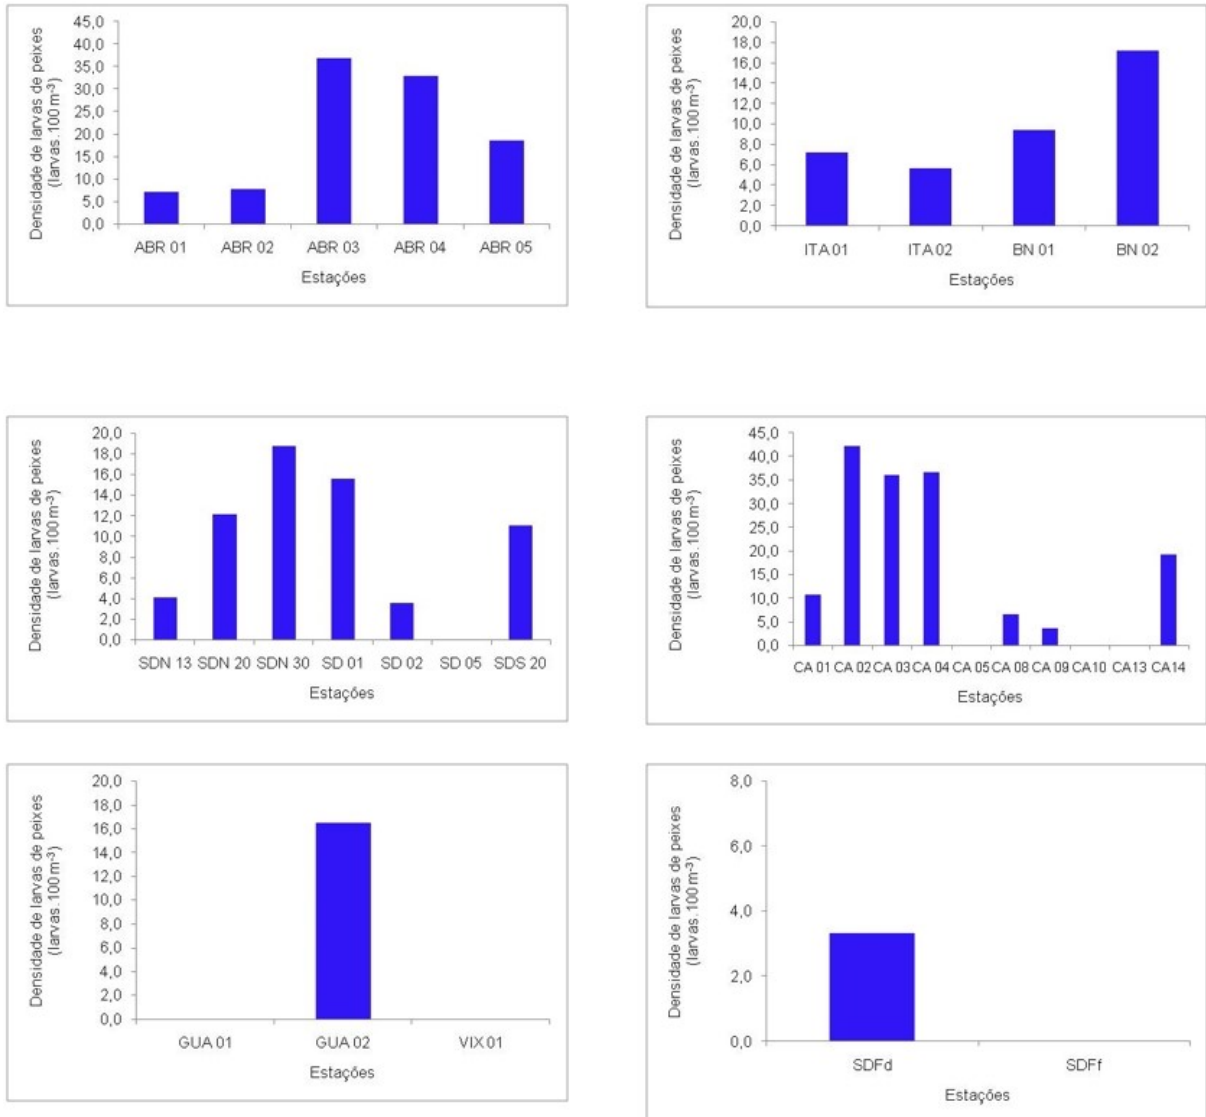 Densidade de larvas de peixes
(larvas.100 m-3)
45,0
40,0
35,0
30,0
25,0
20,0
15,0
10,0
5,0
0,0
ABR 01 ABR 02 ABR 03 ABR 04 ABR 05
Estações
Densidade de larvas de peixes
(larvas.100 m-3)
20,0
18,0
16,0
14,0
12,0
10,0
8,0
6,0
4,0
2,0
0,0
ITA 01 ITA 02 BN 01 BN 02
Estações
Densidade de larvas de peixes
(larvas.100 m-3)
20,0
18,0
16,0
14,0
12,0
10,0
8,0
6,0
4,0
2,0
0,0
SDN 13 SDN 20 SDN 30 SD 01 SD 02 SD 05 SDS 20
Estações
Densidade de larvas de peixes
(larvas.100 m-3)
45,0
40,0
35,0
30,0
25,0
20,0
15,0
10,0
5,0
0,0
CA 01 CA 02 CA 03 CA 04 CA 05 CA 08 CA 09 CA10 CA13 CA14
Estações
Densidade de larvas de peixes
(larvas.100 m-3)
20,0
18,0
16,0
14,0
12,0
10,0
8,0
6,0
4,0
2,0
0,0
GUA 01 GUA 02 VIX 01
Estações
Densidade de larvas de peixes
(larvas.100 m-3)
8,0
6,0
4,0
2,0
0,0
SDFd SDFf
Estações